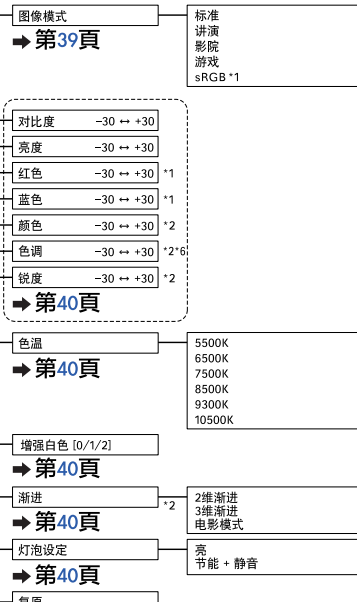 图像模式
标准
讲演
影院
游戏
sRGB *1
➡ 第39頁
对比度 −30 ↔ +30
亮度 −30 ↔ +30
红色 −30 ↔ +30 *1
蓝色 −30 ↔ +30 *1
颜色 −30 ↔ +30 *2
色调 −30 ↔ +30 *2*6
锐度 −30 ↔ +30 *2
➡ 第40頁
色温
5500K
6500K
7500K
8500K
9300K
10500K
➡ 第40頁
增强白色 [0/1/2]
➡ 第40頁
渐进 *2
2维渐进
3维渐进
电影模式
➡ 第40頁
灯泡设定
亮
节能 + 静音
➡ 第40頁
复原